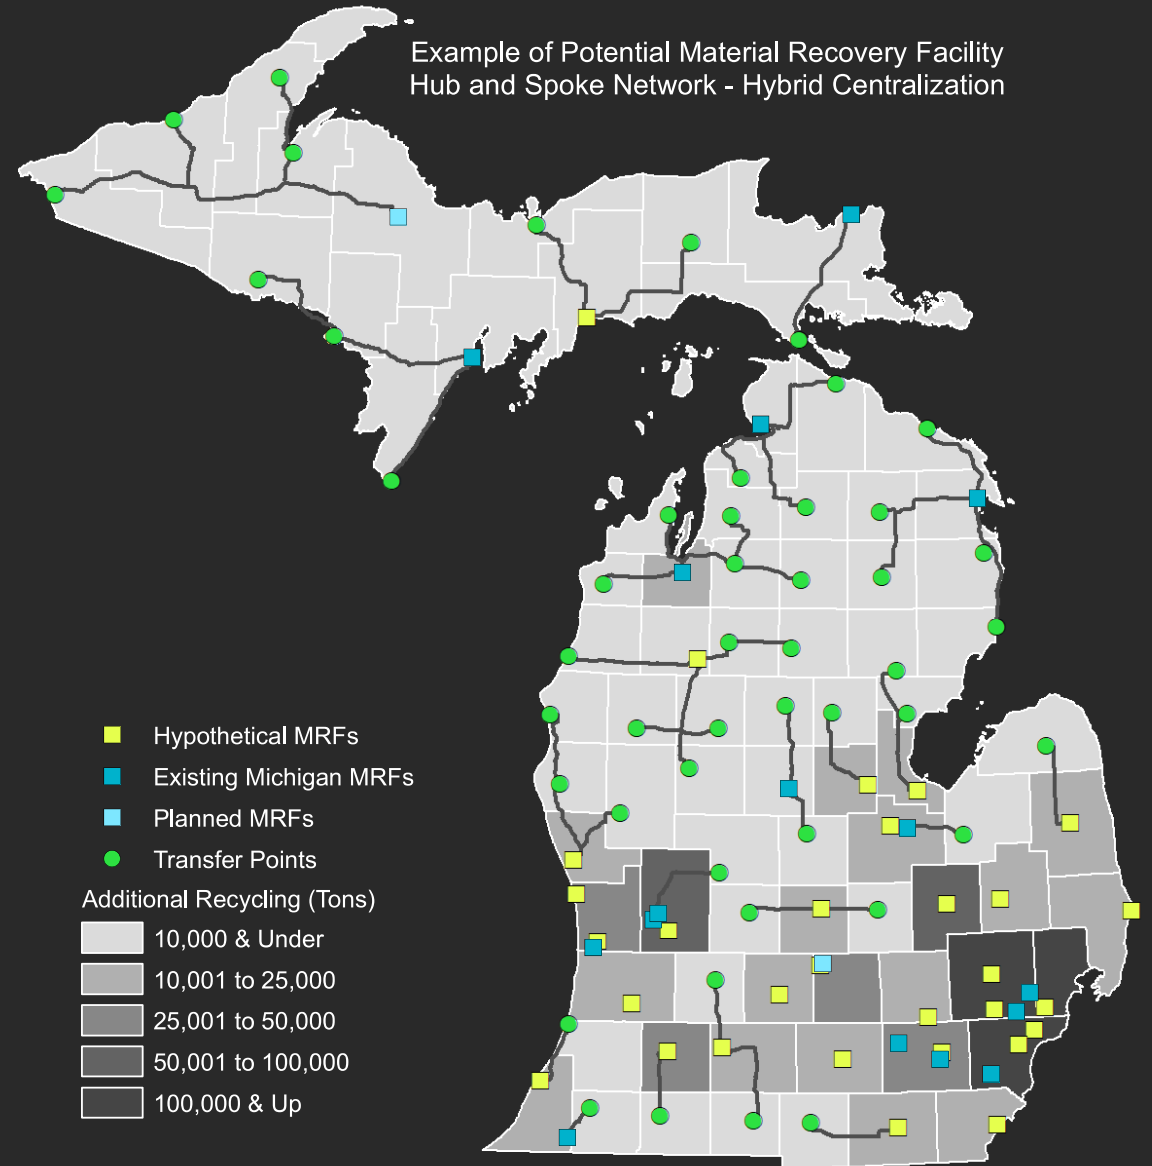 Example of Potential Material Recovery Facility
Hub and Spoke Network - Hybrid Centralization
Hypothetical MRFs
Existing Michigan MRFs
Planned MRFs
Transfer Points
Additional Recycling (Tons)
10,000 & Under
10,001 to 25,000
25,001 to 50,000
50,001 to 100,000
100,000 & Up